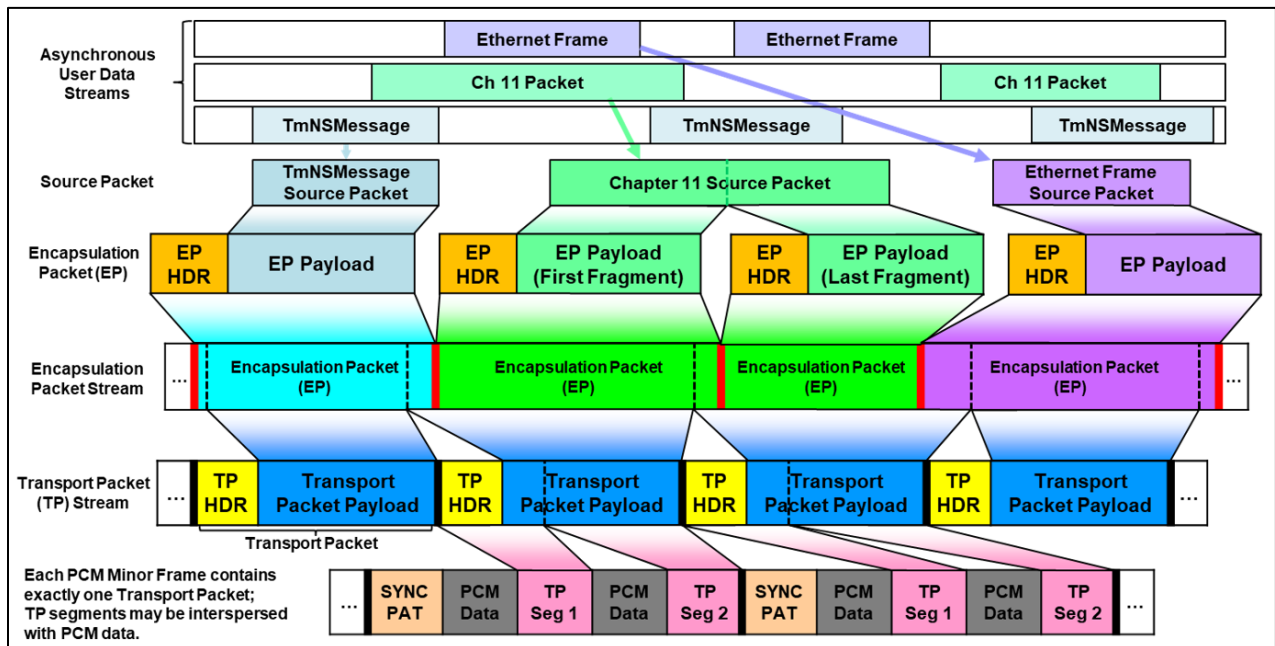 Asynchronous
User Data
Streams
Ethernet Frame
Ethernet Frame
Ch 11 Packet
Ch 11 Packet
TmNSMessage
TmNSMessage
TmNSMessage
Source Packet
TmNSMessage
Source Packet
Chapter 11 Source Packet
Ethernet Frame
Source Packet
Encapsulation
Packet (EP)
EP
HDR
EP Payload
EP
HDR
EP Payload
(First Fragment)
EP
HDR
EP Payload
(Last Fragment)
EP
HDR
EP Payload
Encapsulation
Packet Stream
...
Encapsulation Packet
(EP)
Encapsulation Packet
(EP)
Encapsulation Packet
(EP)
Encapsulation Packet
(EP)
...
Transport Packet
(TP) Stream
...
TP
HDR
Transport
Packet Payload
TP
HDR
Transport
Packet Payload
TP
HDR
Transport
Packet Payload
TP
HDR
Transport
Packet Payload
...
Transport Packet
Each PCM Minor Frame contains
exactly one Transport Packet;
TP segments may be interspersed
with PCM data.
...
SYNC
PAT
PCM
Data
TP
Seg 1
PCM
Data
TP
Seg 2
SYNC
PAT
PCM
Data
TP
Seg 1
PCM
Data
TP
Seg 2
...